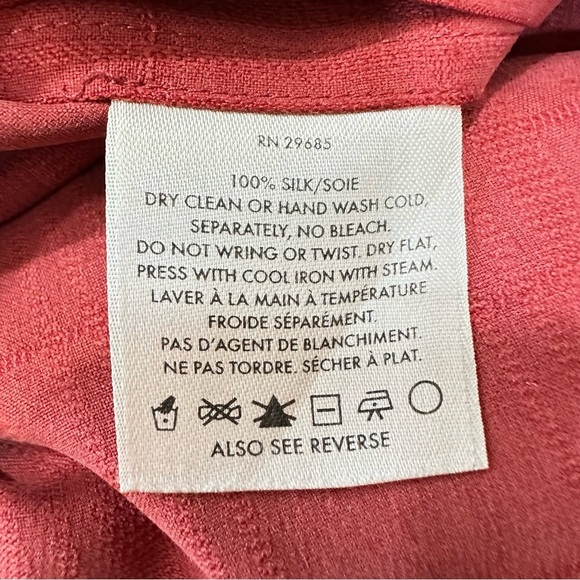 RN 29685
100% SILK/SOIE
DRY CLEAN OR HAND WASH COLD,
SEPARATELY, NO BLEACH.
DO NOT WRING OR TWIST. DRY FLAT,
PRESS WITH COOL IRON WITH STEAM.
LAVER À LA MAIN À TEMPÉRATURE
FROIDE SÉPARÉMENT.
PAS D'AGENT DE BLANCHIMENT.
NE PAS TORDRE. SÉCHER À PLAT.
ALSO SEE REVERSE